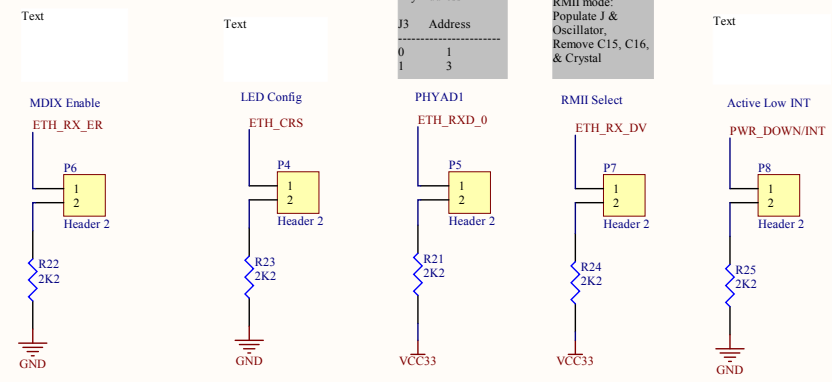 Text
Text
J3 Address
--------------------
0 1
1 3
RMII mode:
Populate J &
Oscillator,
Remove C15, C16,
& Crystal
Text
MDIX Enable
ETH_RX_ER
P6
1
2
Header 2
R22
2K2
GND
LED Config
ETH_CRS
P4
1
2
Header 2
R23
2K2
GND
PHYAD1
ETH_RXD_0
P5
1
2
Header 2
R21
2K2
VCC33
RMII Select
ETH_RX_DV
P7
1
2
Header 2
R24
2K2
VCC33
Active Low INT
PWR_DOWN/INT
P8
1
2
Header 2
R25
2K2
GND